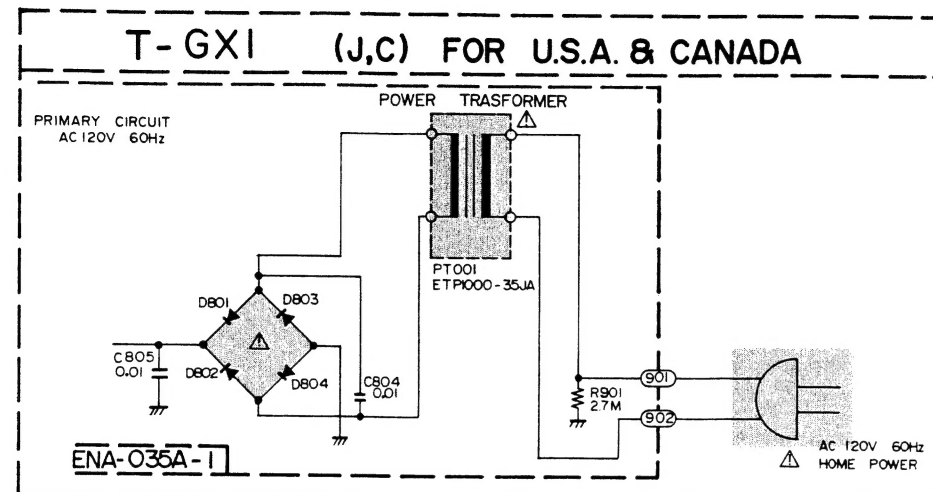 T-GX1 (J,C) FOR U.S.A. & CANADA
POWER TRASFORMER
PRIMARY CIRCUIT
AC 120V 60Hz
PT001
ETP1000-35JA
D801
D803
C805
0.01
D802
D804
C804
0.01
901
R901
2.7M
902
ENA-035A-1
AC 120V 60Hz
HOME POWER